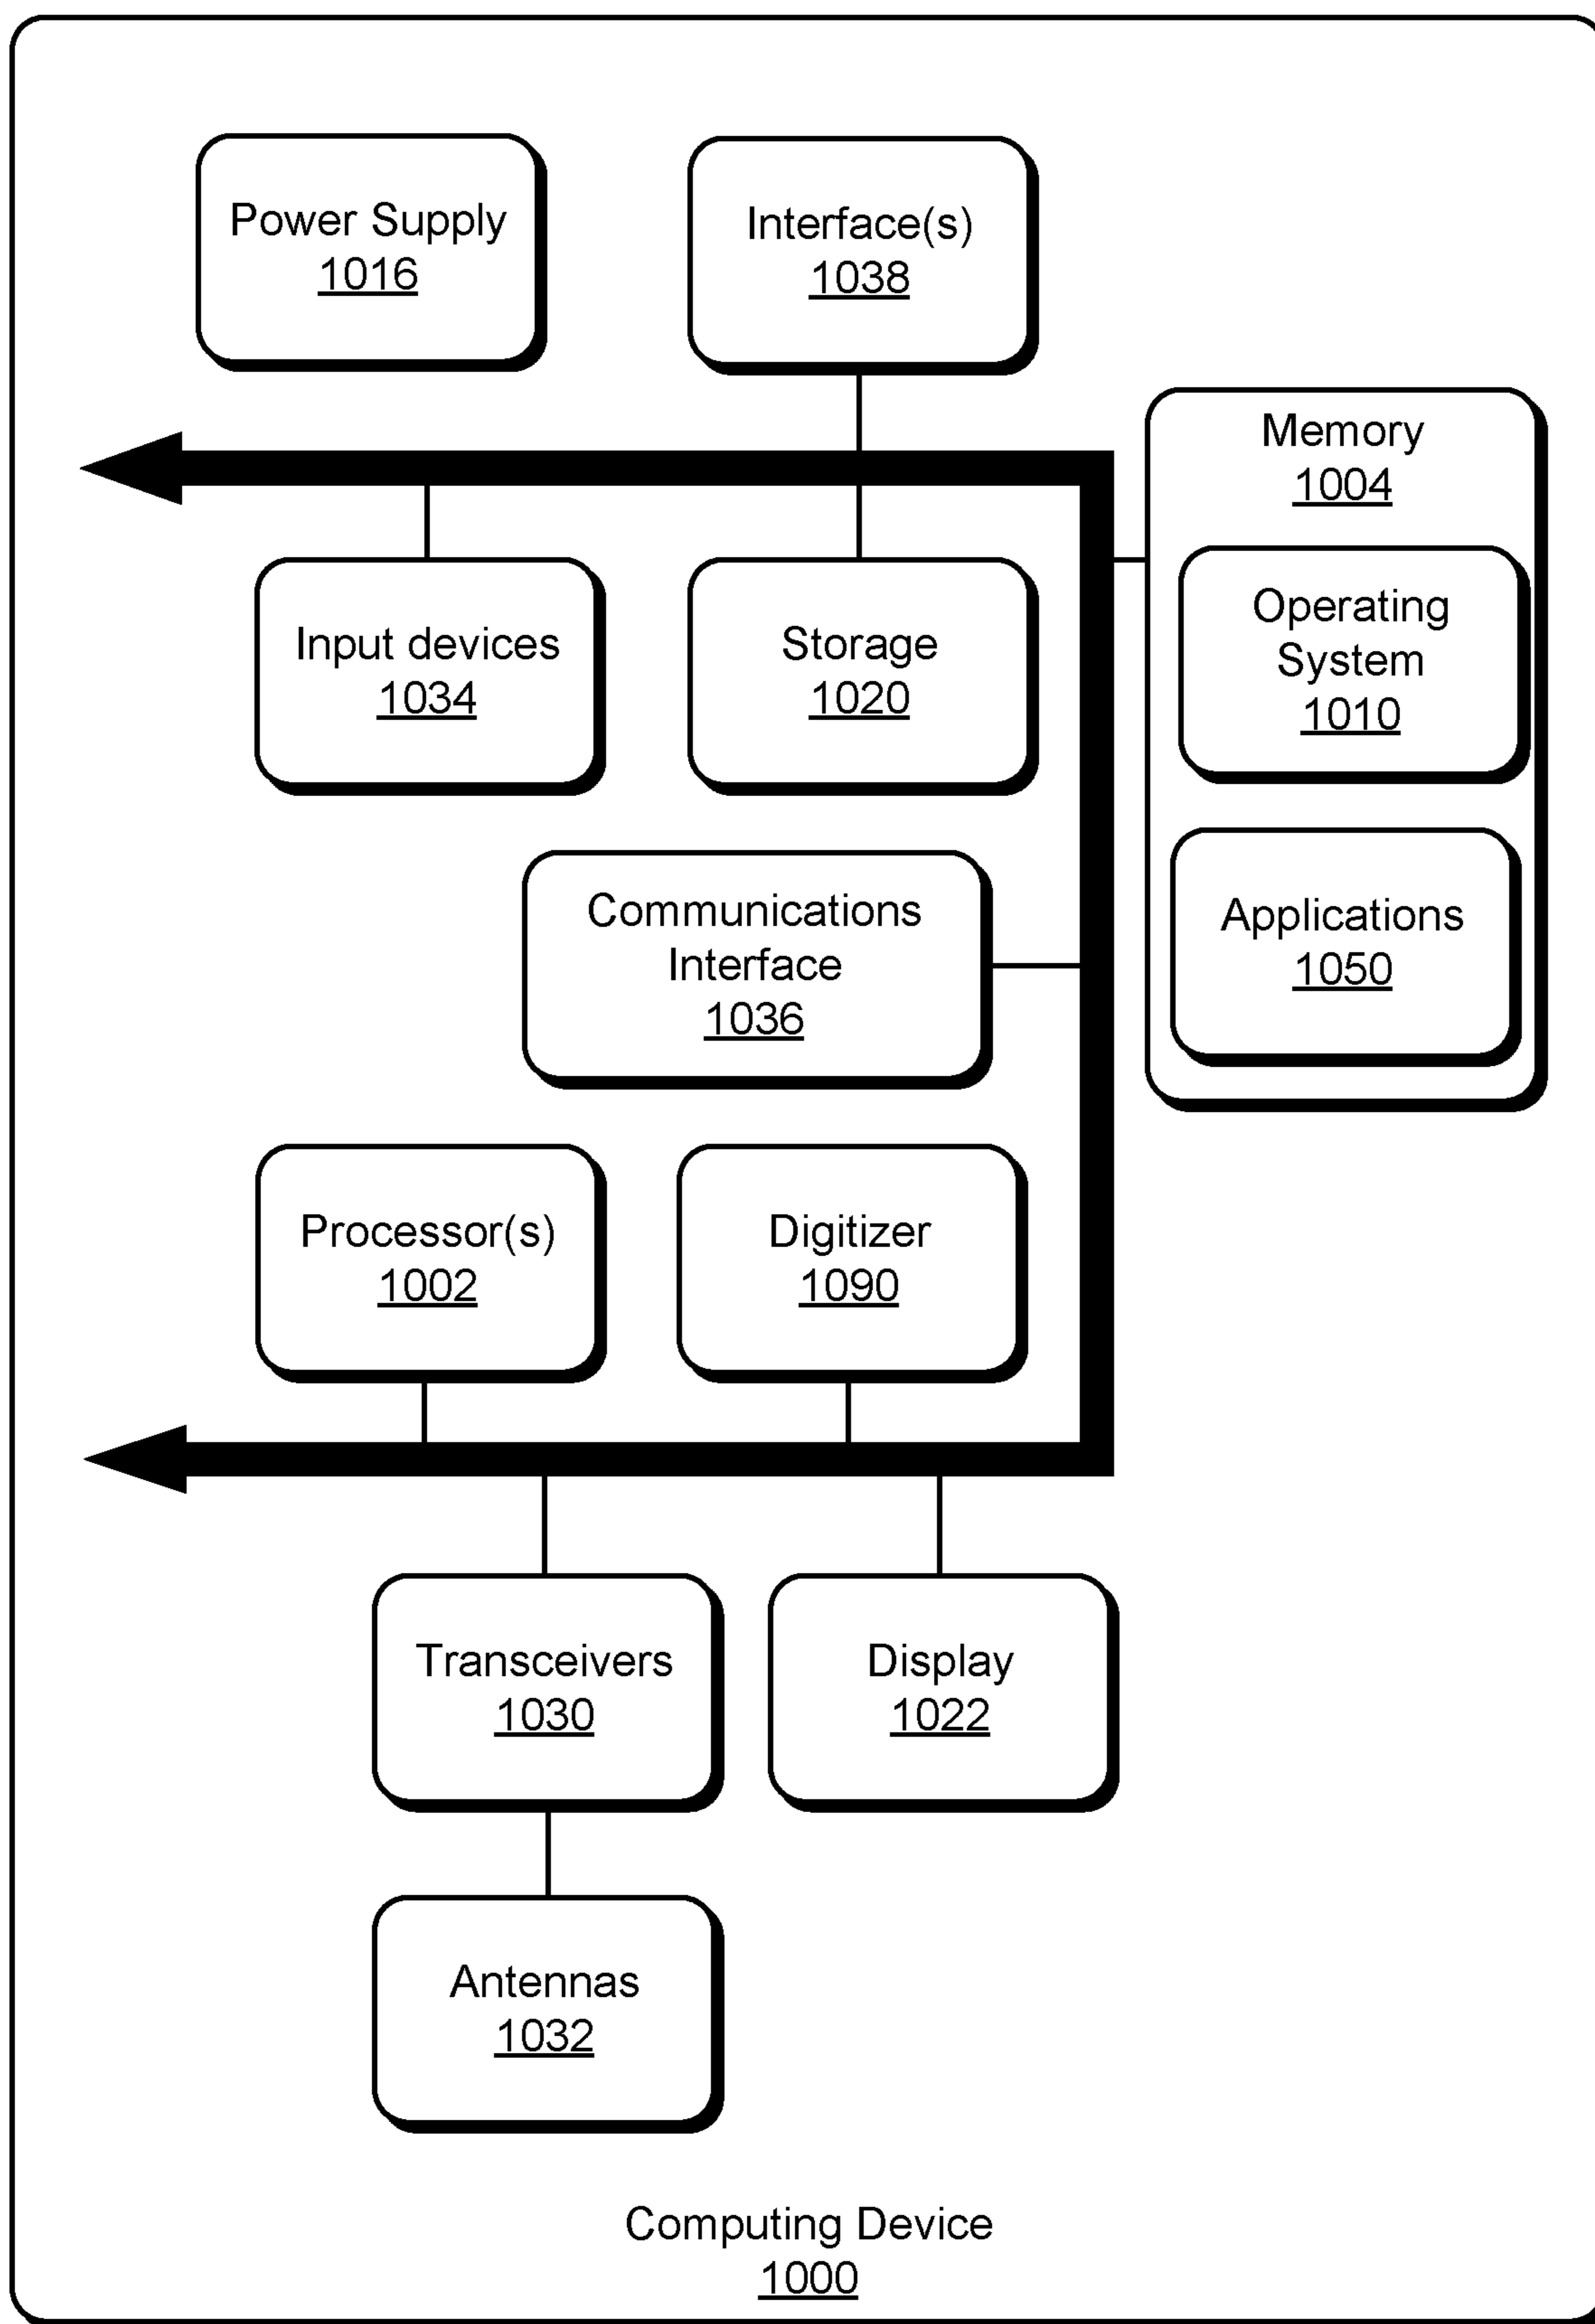 Power Supply
1016
Interface(s)
1038
Memory
1004
Operating
System
1010
Applications
1050
Input devices
1034
Storage
1020
Communications
Interface
1036
Processor(s)
1002
Digitizer
1090
Transceivers
1030
Display
1022
Antennas
1032
Computing Device
1000